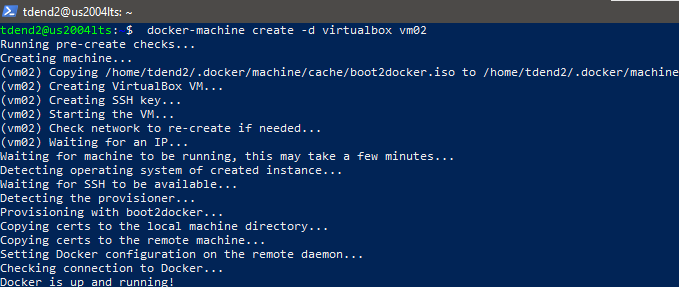 tdend2@us2004lts: ~
tdend2@us2004lts:~$ docker-machine create -d virtualbox vm02
Running pre-create checks...
Creating machine...
(vm02) Copying /home/tdend2/.docker/machine/cache/boot2docker.iso to /home/tdend2/.docker/machine
(vm02) Creating VirtualBox VM...
(vm02) Creating SSH key...
(vm02) Starting the VM...
(vm02) Check network to re-create if needed...
(vm02) Waiting for an IP...
Waiting for machine to be running, this may take a few minutes...
Detecting operating system of created instance...
Waiting for SSH to be available...
Detecting the provisioner...
Provisioning with boot2docker...
Copying certs to the local machine directory...
Copying certs to the remote machine...
Setting Docker configuration on the remote daemon...
Checking connection to Docker...
Docker is up and running!